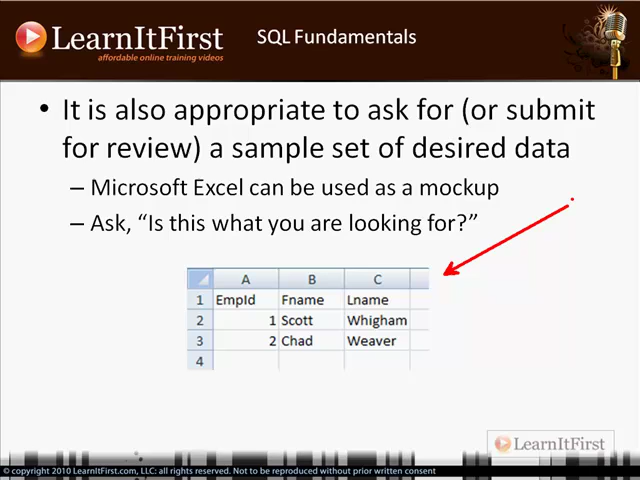 LearnItFirst
affordable online training videos
SQL Fundamentals
• It is also appropriate to ask for (or submit
for review) a sample set of desired data
– Microsoft Excel can be used as a mockup
– Ask, “Is this what you are looking for?”
A B C
1 EmpId Fname Lname
2 1 Scott Whigham
3 2 Chad Weaver
4
LearnItFirst
© copyright 2010 LearnItFirst.com, LLC: all rights reserved. Not to be reproduced without prior written consent